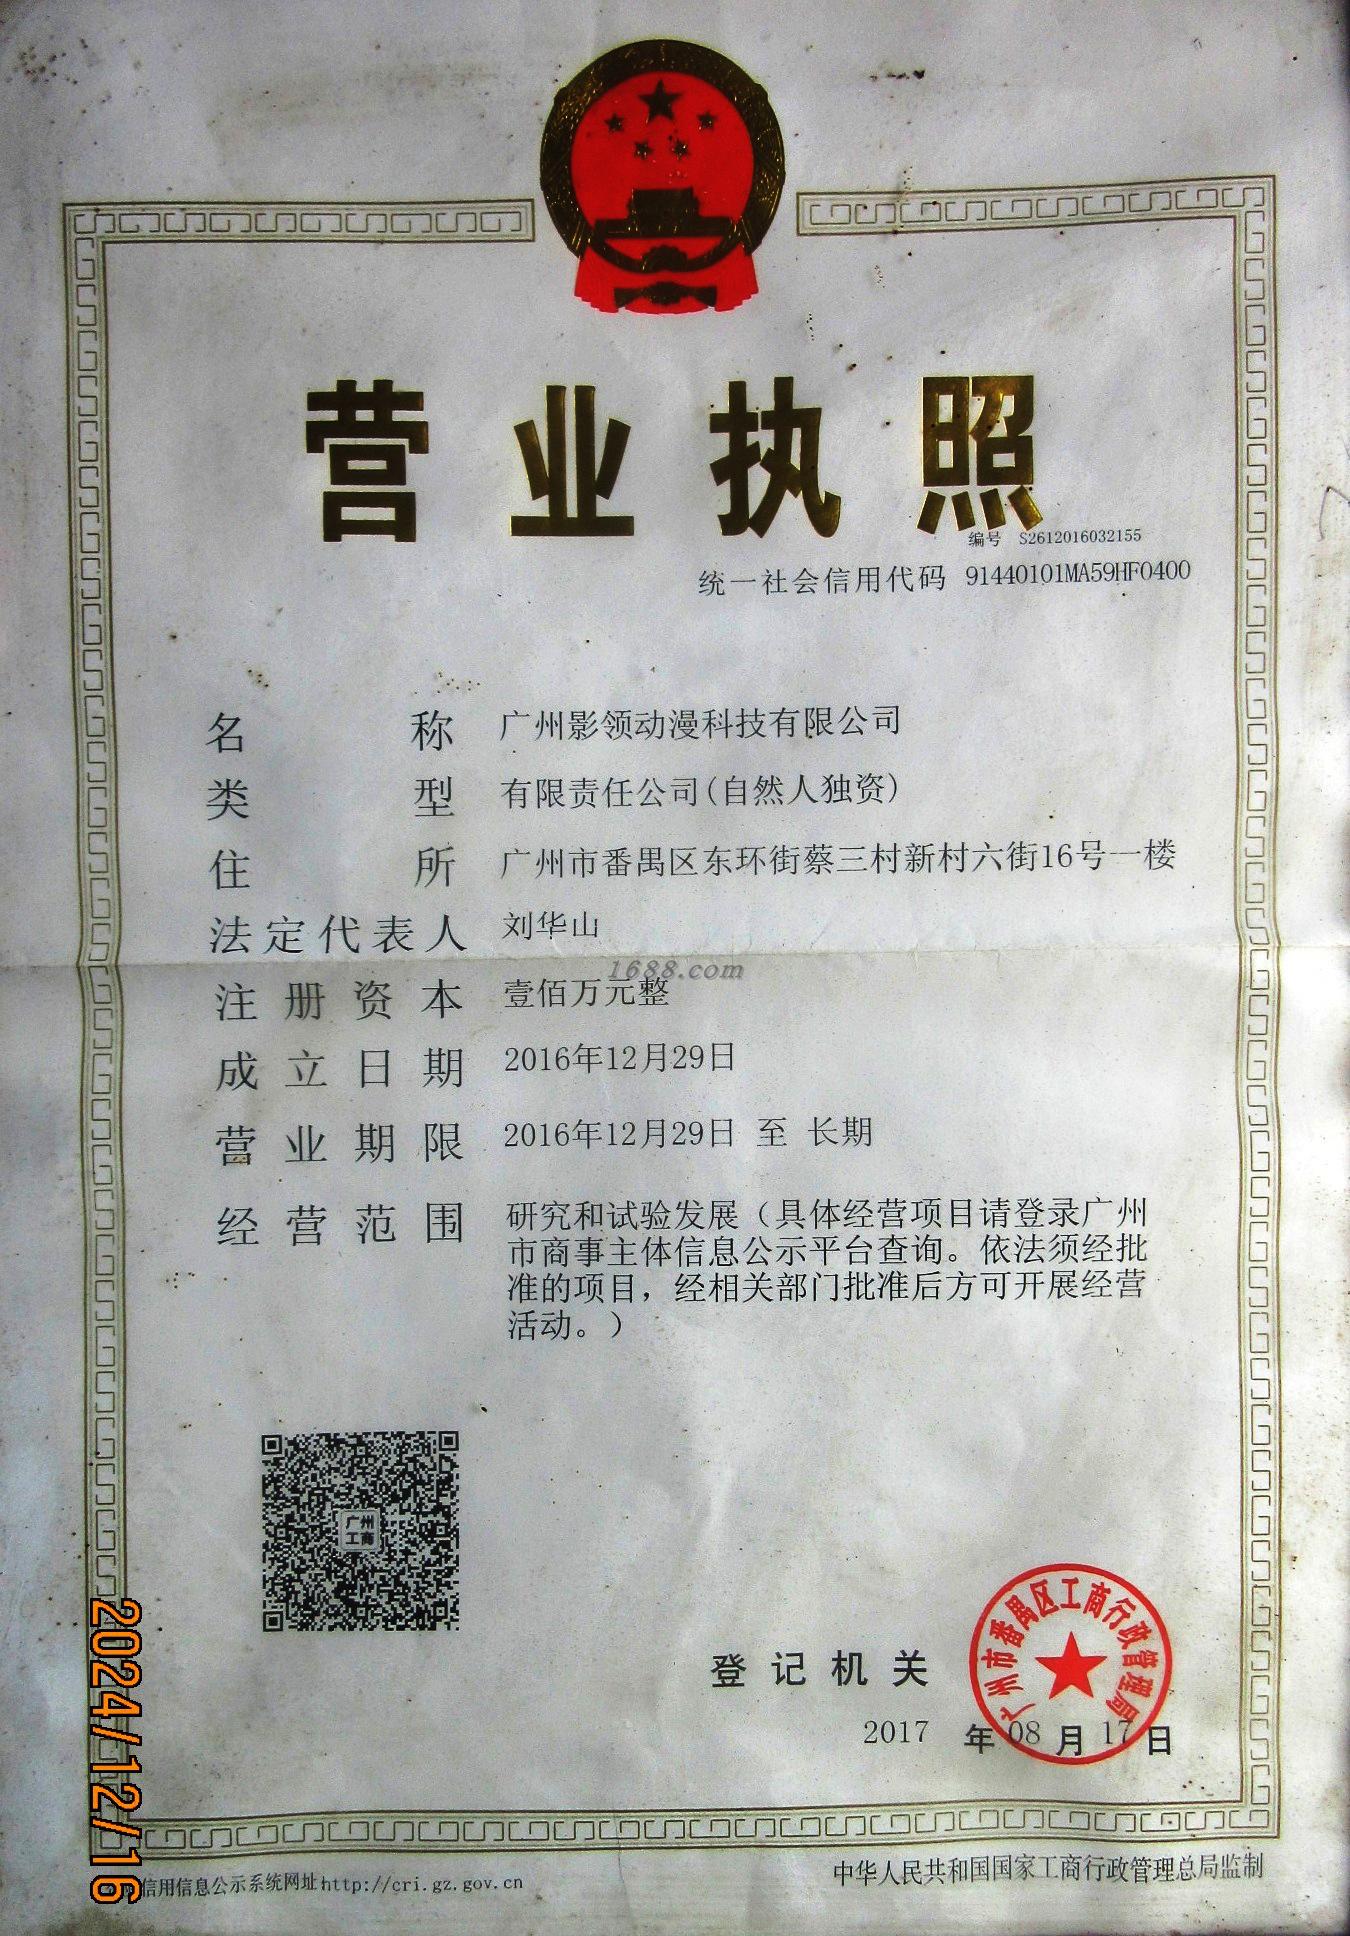 营业执照
编号 S2612016032155
统一社会信用代码 91440101MA59HF0400
名称 广州影领动漫科技有限公司
类型 有限责任公司(自然人独资)
住所 广州市番禺区东环街蔡三村新村六街16号一楼
法定代表人 刘华山
1688.com
注册资本 壹佰万元整
成立日期 2016年12月29日
营业期限 2016年12月29日 至 长期
经营范围 研究和试验发展（具体经营项目请登录广州
市商事主体信息公示平台查询。依法须经批
准的项目，经相关部门批准后方可开展经营
活动。）
广州
工商
广州市番禺区工商行政管理局
登记机关
2017 年 08 月 17 日
2024/12/16
信用信息公示系统网址http://cri.gz.gov.cn
中华人民共和国国家工商行政管理总局监制